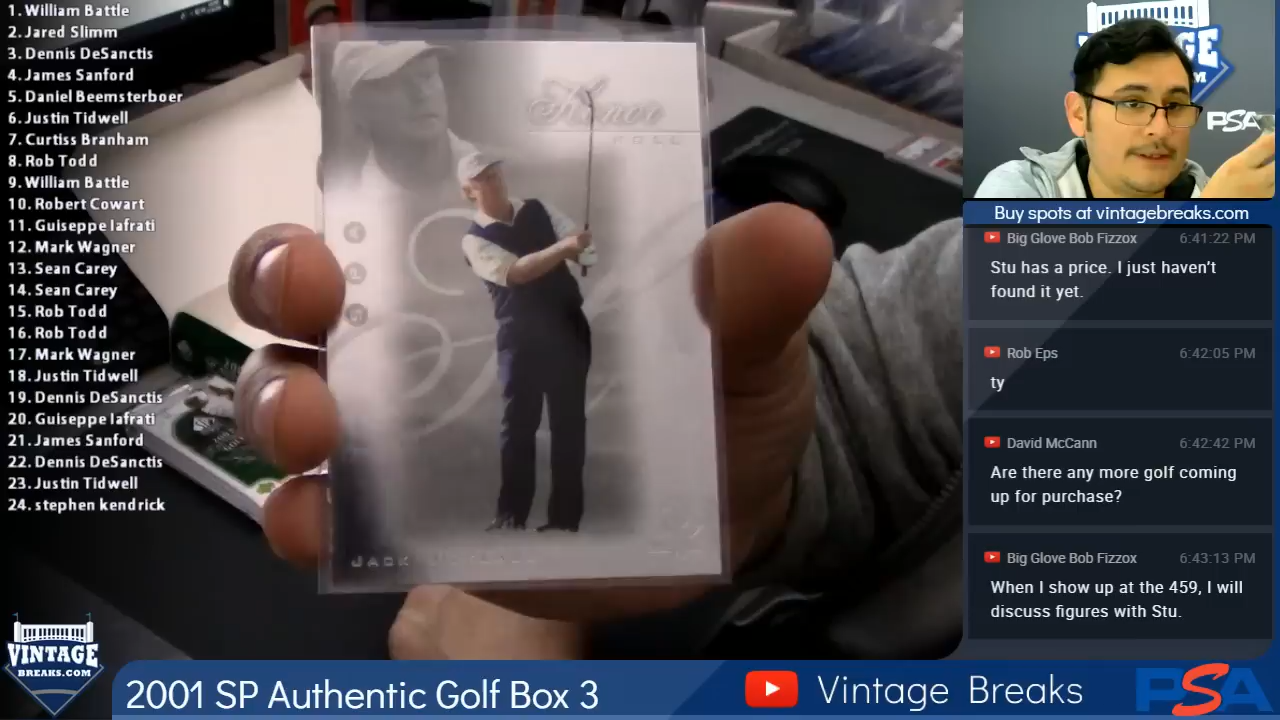 1. William Battle
2. Jared Slimm
3. Dennis DeSanctis
4. James Sanford
5. Daniel Beemsterboer
6. Justin Tidwell
7. Curtiss Branham
8. Rob Todd
9. William Battle
10. Robert Cowart
11. Guiseppe Iafrati
12. Mark Wagner
13. Sean Carey
14. Sean Carey
15. Rob Todd
16. Rob Todd
17. Mark Wagner
18. Justin Tidwell
19. Dennis DeSanctis
20. Guiseppe Iafrati
21. James Sanford
22. Dennis DeSanctis
23. Justin Tidwell
24. stephen kendrick
Honor
ROLL
JACK
VINTAGE
BREAKS.COM
2001 SP Authentic Golf Box 3
Vintage Breaks
PSA
VINTAGE
PSA
Buy spots at vintagebreaks.com
Big Glove Bob Fizzox 6:41:22 PM
Stu has a price. I just haven't
found it yet.
Rob Eps 6:42:05 PM
ty
David McCann 6:42:42 PM
Are there any more golf coming
up for purchase?
Big Glove Bob Fizzox 6:43:13 PM
When I show up at the 459, I will
discuss figures with Stu.